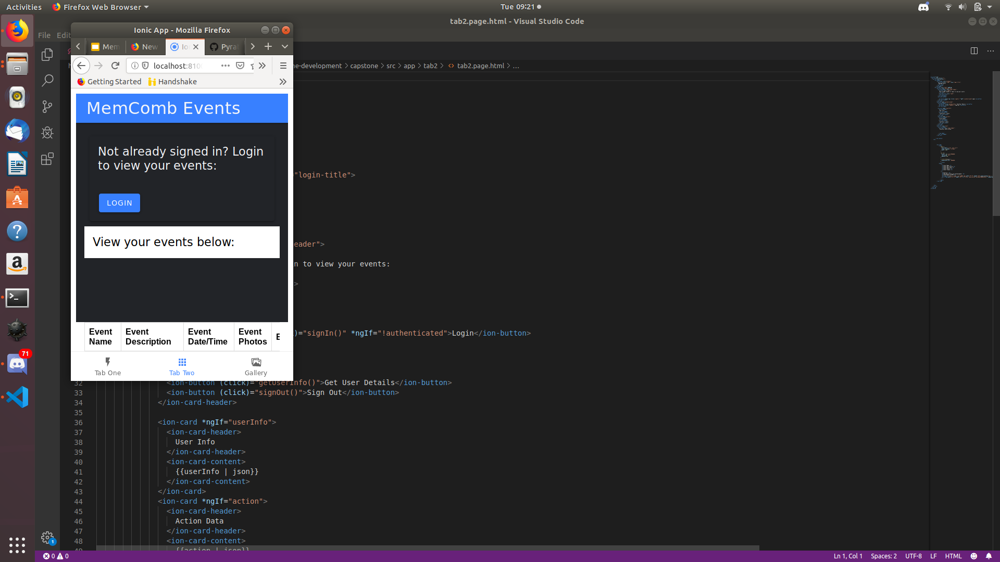 Activities
Firefox Web Browser
Tue 09:21
tab2.page.html - Visual Studio Code
File
Ionic App - Mozilla Firefox
Mem
New
Pyra
localhost:810
Getting Started
Handshake
MemComb Events
Not already signed in? Login
to view your events:
LOGIN
View your events below:
Event Name
Event Description
Event Date/Time
Event Photos
E
Tab One
Tab Two
Gallery
71
ne-development > capstone > src > app > tab2 > <> tab2.page.html > ...
="login-title">
eader">
n to view your events:
>
)="signIn()" *ngIf="!authenticated">Login</ion-button>
32 <ion-button (click)="getUserInfo()">Get User Details</ion-button>
33 <ion-button (click)="signOut()">Sign Out</ion-button>
34 </ion-card-header>
35
36 <ion-card *ngIf="userInfo">
37 <ion-card-header>
38 User Info
39 </ion-card-header>
40 <ion-card-content>
41 {{userInfo | json}}
42 </ion-card-content>
43 </ion-card>
44 <ion-card *ngIf="action">
45 <ion-card-header>
46 Action Data
47 </ion-card-header>
48 <ion-card-content>
49 {{action | json}}
1
0 0
Ln 1, Col 1
Spaces: 2
UTF-8
LF
HTML